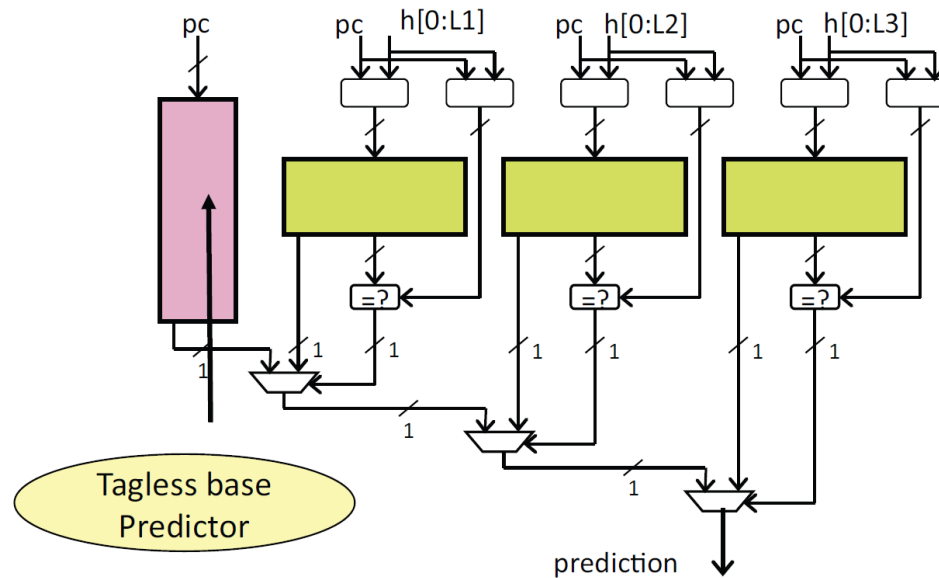 pc
pc h[0:L1]
pc h[0:L2]
pc h[0:L3]
=?
=?
=?
1
1
1
1
1
1
1
1
1
Tagless base
Predictor
prediction